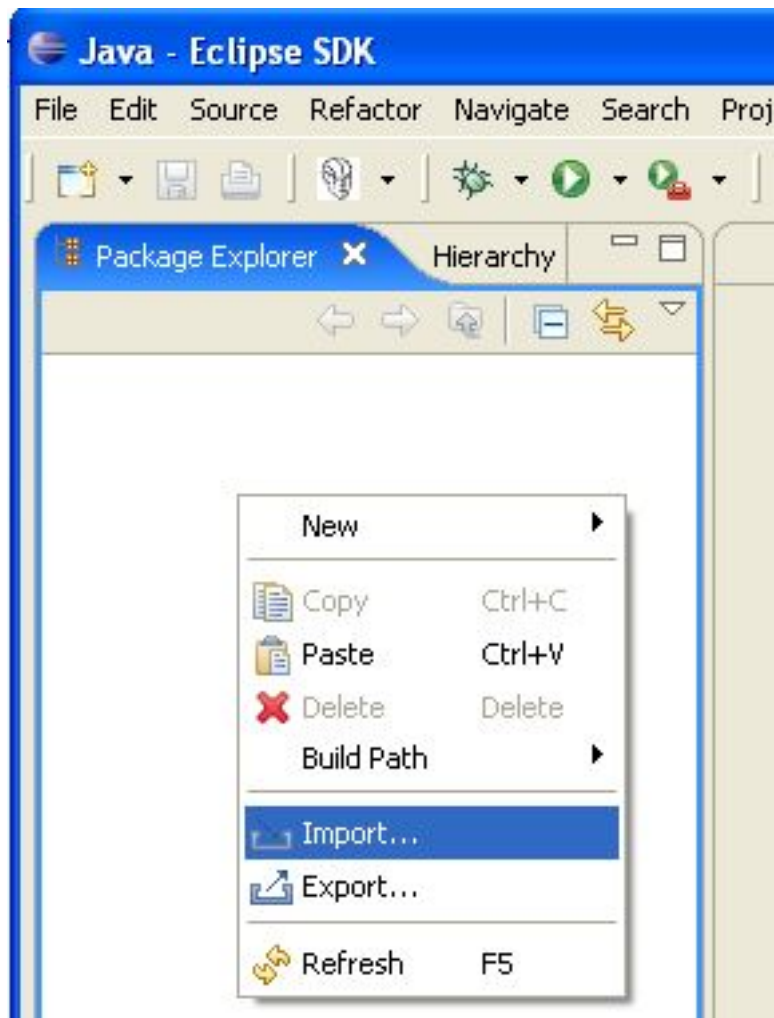 Java - Eclipse SDK
File Edit Source Refactor Navigate Search Proj
Package Explorer Hierarchy
New
Copy Ctrl+C
Paste Ctrl+V
Delete Delete
Build Path
Import...
Export...
Refresh F5